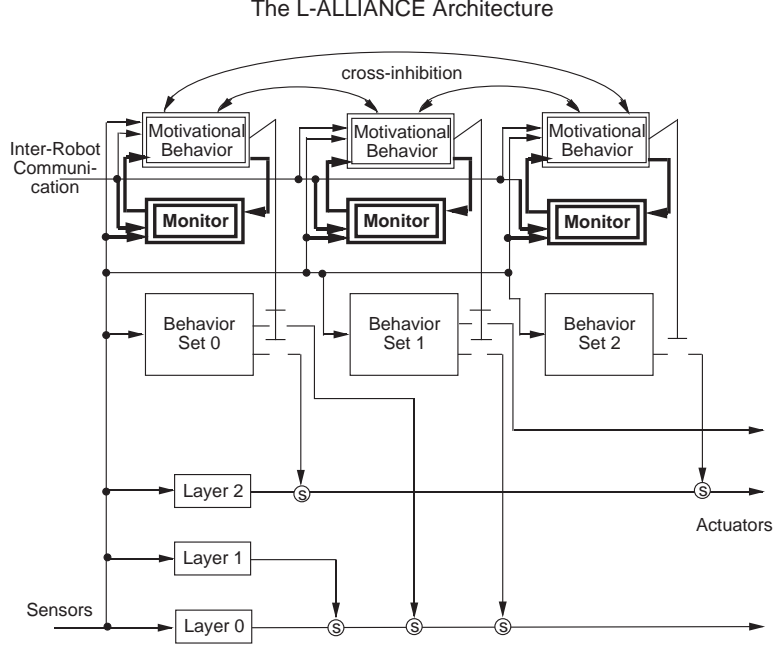 The L-ALLIANCE Architecture
cross-inhibition
Motivational
Behavior
Motivational
Behavior
Motivational
Behavior
Inter-Robot
Communi-
cation
Monitor
Monitor
Monitor
Behavior
Set 0
Behavior
Set 1
Behavior
Set 2
Layer 2
S
S
Actuators
Layer 1
Sensors
Layer 0
S
S
S